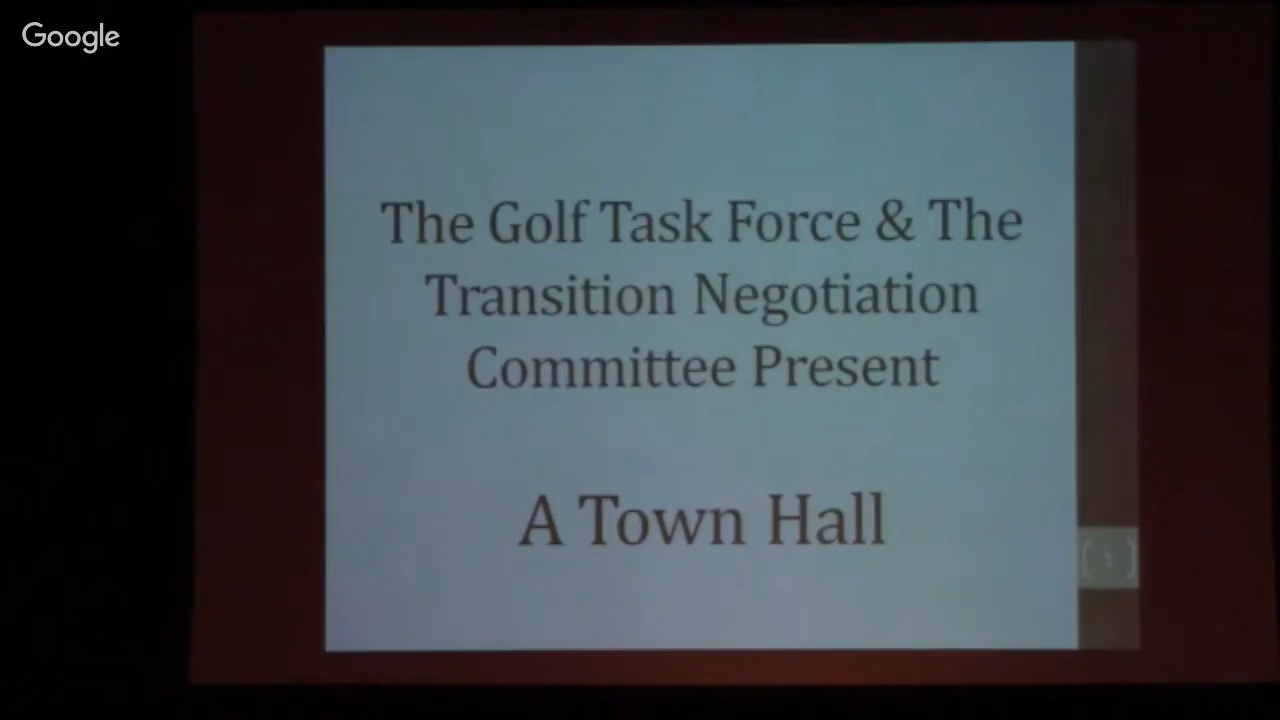 Google
The Golf Task Force & The
Transition Negotiation
Committee Present
A Town Hall